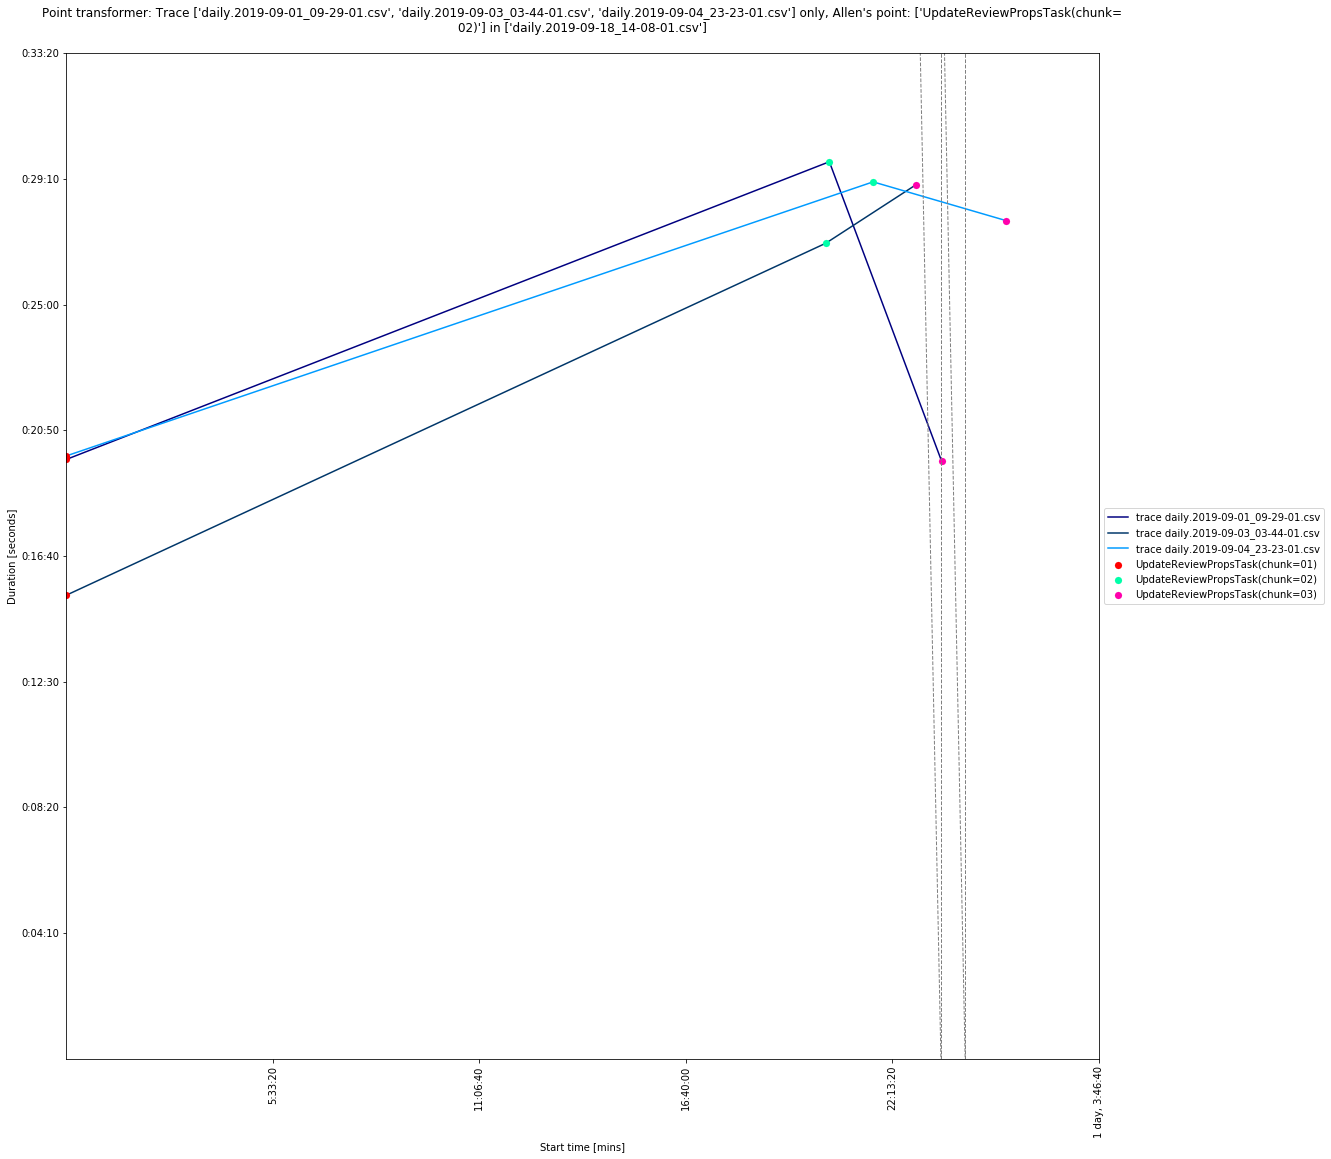 Point transformer: Trace ['daily.2019-09-01_09-29-01.csv', 'daily.2019-09-03_03-44-01.csv', 'daily.2019-09-04_23-23-01.csv'] only, Allen's point: ['UpdateReviewPropsTask(chunk=
02)'] in ['daily.2019-09-18_14-08-01.csv']
0:33:20
0:29:10
0:25:00
0:20:50
0:16:40
0:12:30
0:08:20
0:04:10
Duration [seconds]
5:33:20
11:06:40
16:40:00
22:13:20
1 day, 3:46:40
Start time [mins]
trace daily.2019-09-01_09-29-01.csv
trace daily.2019-09-03_03-44-01.csv
trace daily.2019-09-04_23-23-01.csv
UpdateReviewPropsTask(chunk=01)
UpdateReviewPropsTask(chunk=02)
UpdateReviewPropsTask(chunk=03)